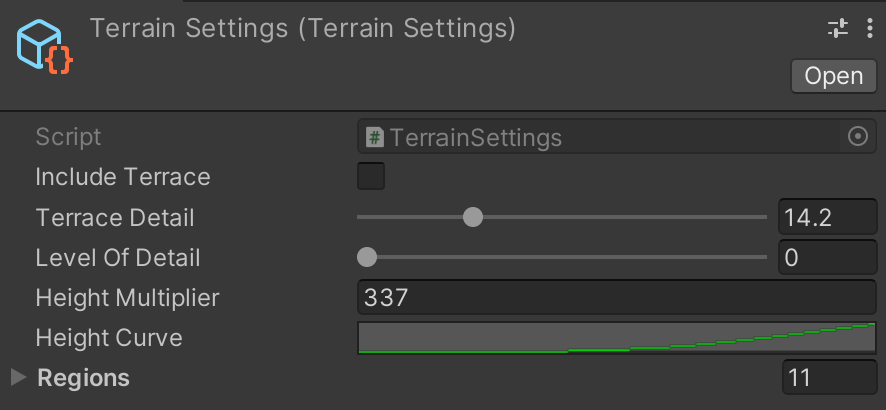 Terrain Settings (Terrain Settings)
Open
Script
TerrainSettings
Include Terrace
Terrace Detail
14.2
Level Of Detail
0
Height Multiplier
337
Height Curve
Regions
11